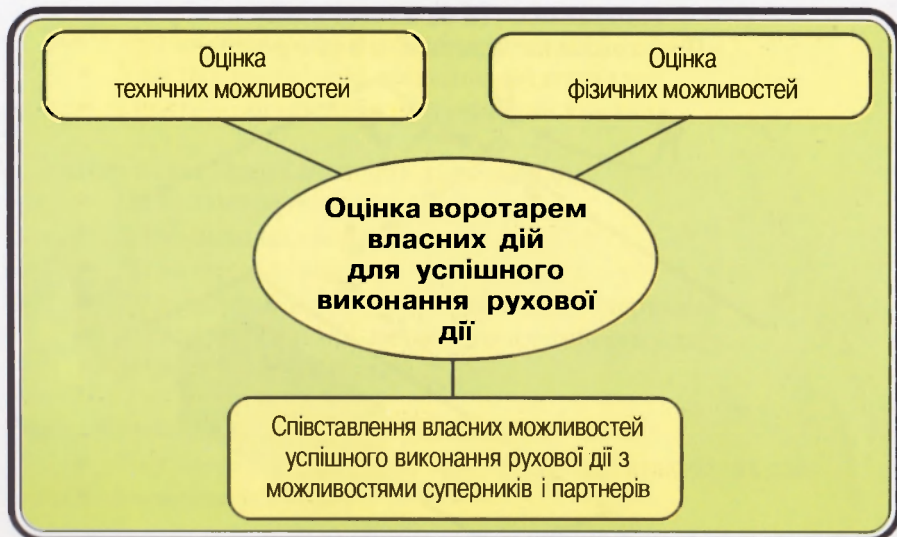 Оцінка
технічних можливостей
Оцінка
фізичних можливостей
Оцінка воротарем
власних дій
для успішного
виконання рухової
дії
Співставлення власних можливостей
успішного виконання рухової дії з
можливостями суперників і партнерів